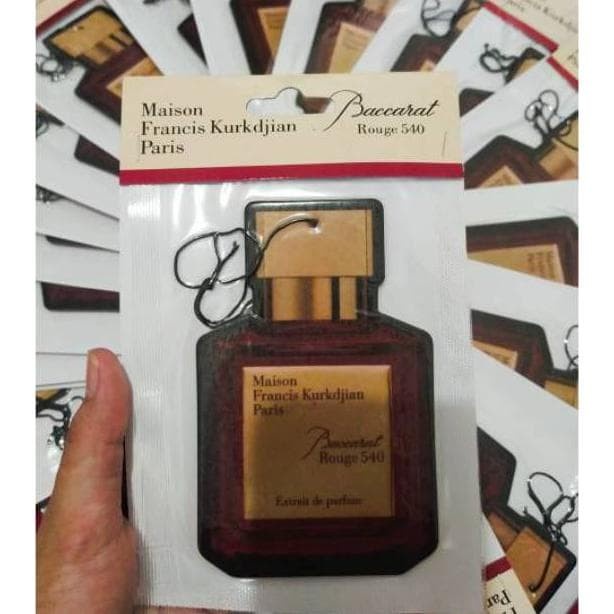 Maison
Francis Kurkdjian
Paris
Baccarat
Rouge 540
Maison
Francis Kurkdjian
Paris
Baccarat
Rouge 540
Extrait de parfum